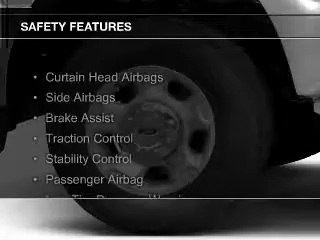 SAFETY FEATURES
• Curtain Head Airbags
• Side Airbags
• Brake Assist
• Traction Control
• Stability Control
• Passenger Airbag